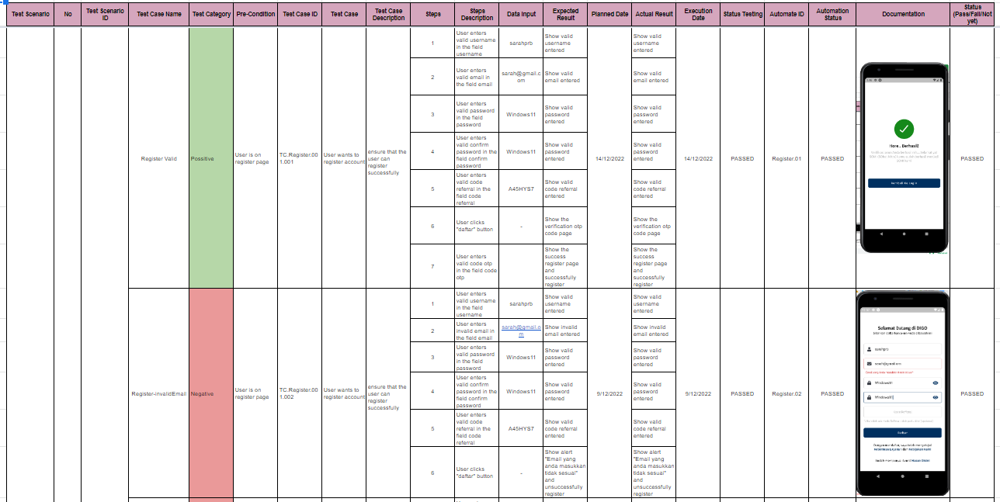 Test Scenario
No
Test Scenario
ID
Test Case Name
Test Category
Pre-Condition
Test Case ID
Test Case
Test Case
Description
Steps
Steps
Description
Data Input
Expected
Result
Planned Date
Actual Result
Execution
Date
Status Testing
Automate ID
Automation
Status
Documentation
Status
(Pass/Fail/Not
yet)
Register Valid
Possitive
User is on
register page
TC.Register.00
1.001
User wants to
register account
ensure that the
user can
register
successfully
1
User enters
valid username
in the field
username
sarahprb
Show valid
username
entered
Show valid
username
entered
2
User enters
valid email in
the field email
sarah@gmail.c
om
Show valid
email entered
Show valid
email entered
3
User enters
valid password
in the field
password
Windows11
Show valid
password
entered
Show valid
password
entered
4
User enters
valid confirm
password in the
field confirm
password
Windows11
Show valid
password
entered
Show valid
password
entered
5
User enters
valid code
referral in the
field code
referral
A45HYS7
Show valid
code referral
entered
Show valid
code referral
entered
6
User clicks
"daftar" button
-
Show the
verification otp
code page
Show the
verification otp
code page
7
User enters
valid code otp
in the field code
otp
Show the
success
register page
and
successfully
register
Show the
success
register page
and
successfully
register
14/12/2022
14/12/2022
PASSED
Register.01
PASSED
Hore.. Berhasil!
Kembali ke Login
PASSED
Register-invalidEmail
Negative
User is on
register page
TC.Register.00
1.002
User wants to
register account
ensure that the
user can
register
successfully
1
User enters
valid username
in the field
username
sarahprb
Show valid
username
entered
Show valid
username
entered
2
User enters
invalid email in
the field email
sarah@gmail.o
m
Show invalid
email entered
Show invalid
email entered
3
User enters
valid password
in the field
password
Windows11
Show valid
password
entered
Show valid
password
entered
4
User enters
valid confirm
password in the
field confirm
password
Windows11
Show valid
password
entered
Show valid
password
entered
5
User enters
valid code
referral in the
field code
referral
A45HYS7
Show valid
code referral
entered
Show valid
code referral
entered
6
User clicks
"daftar" button
-
Show alert
"Email yang
anda masukkan
tidak sesuai"
and
unsuccessfully
register
Show alert
"Email yang
anda masukkan
tidak sesuai"
and
unsuccessfully
register
9/12/2022
9/12/2022
PASSED
Register.02
PASSED
Selamat Datang di DIGO
sarahprb
Windows11
Windows11
Daftar
PASSED